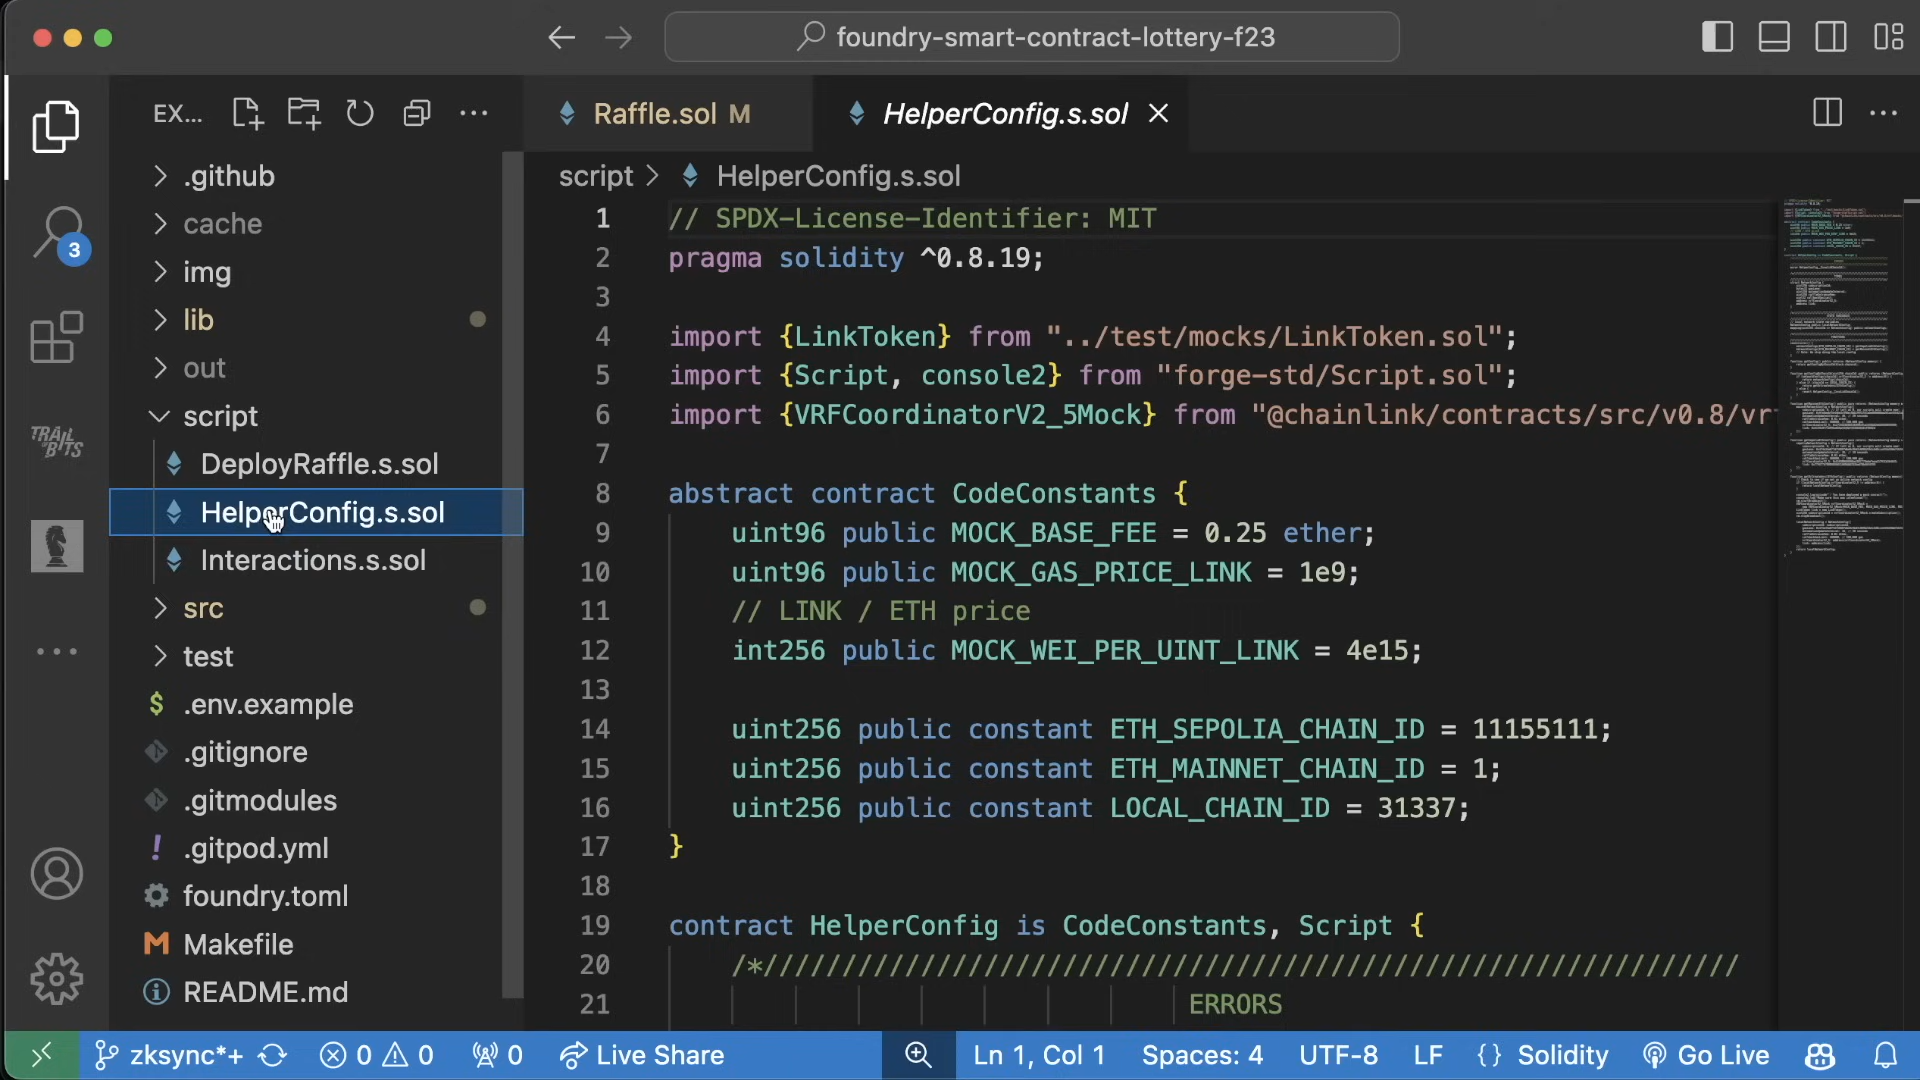 foundry-smart-contract-lottery-f23
EX...
Raffle.sol M
HelperConfig.s.sol
script > HelperConfig.s.sol
.github
cache
img
lib
out
script
DeployRaffle.s.sol
HelperConfig.s.sol
Interactions.s.sol
src
test
.env.example
.gitignore
.gitmodules
.gitpod.yml
foundry.toml
Makefile
README.md
3
TRAIL OF BITS
1 // SPDX-License-Identifier: MIT
2 pragma solidity ^0.8.19;
3
4 import {LinkToken} from "../test/mocks/LinkToken.sol";
5 import {Script, console2} from "forge-std/Script.sol";
6 import {VRFCoordinatorV2_5Mock} from "@chainlink/contracts/src/v0.8/vr
7
8 abstract contract CodeConstants {
9 uint96 public MOCK_BASE_FEE = 0.25 ether;
10 uint96 public MOCK_GAS_PRICE_LINK = 1e9;
11 // LINK / ETH price
12 int256 public MOCK_WEI_PER_UINT_LINK = 4e15;
13
14 uint256 public constant ETH_SEPOLIA_CHAIN_ID = 11155111;
15 uint256 public constant ETH_MAINNET_CHAIN_ID = 1;
16 uint256 public constant LOCAL_CHAIN_ID = 31337;
17 }
18
19 contract HelperConfig is CodeConstants, Script {
20 /*//////////////////////////////////////////////////////////////
21 ERRORS
zksync*+ 0 0 0 Live Share Ln 1, Col 1 Spaces: 4 UTF-8 LF {} Solidity Go Live